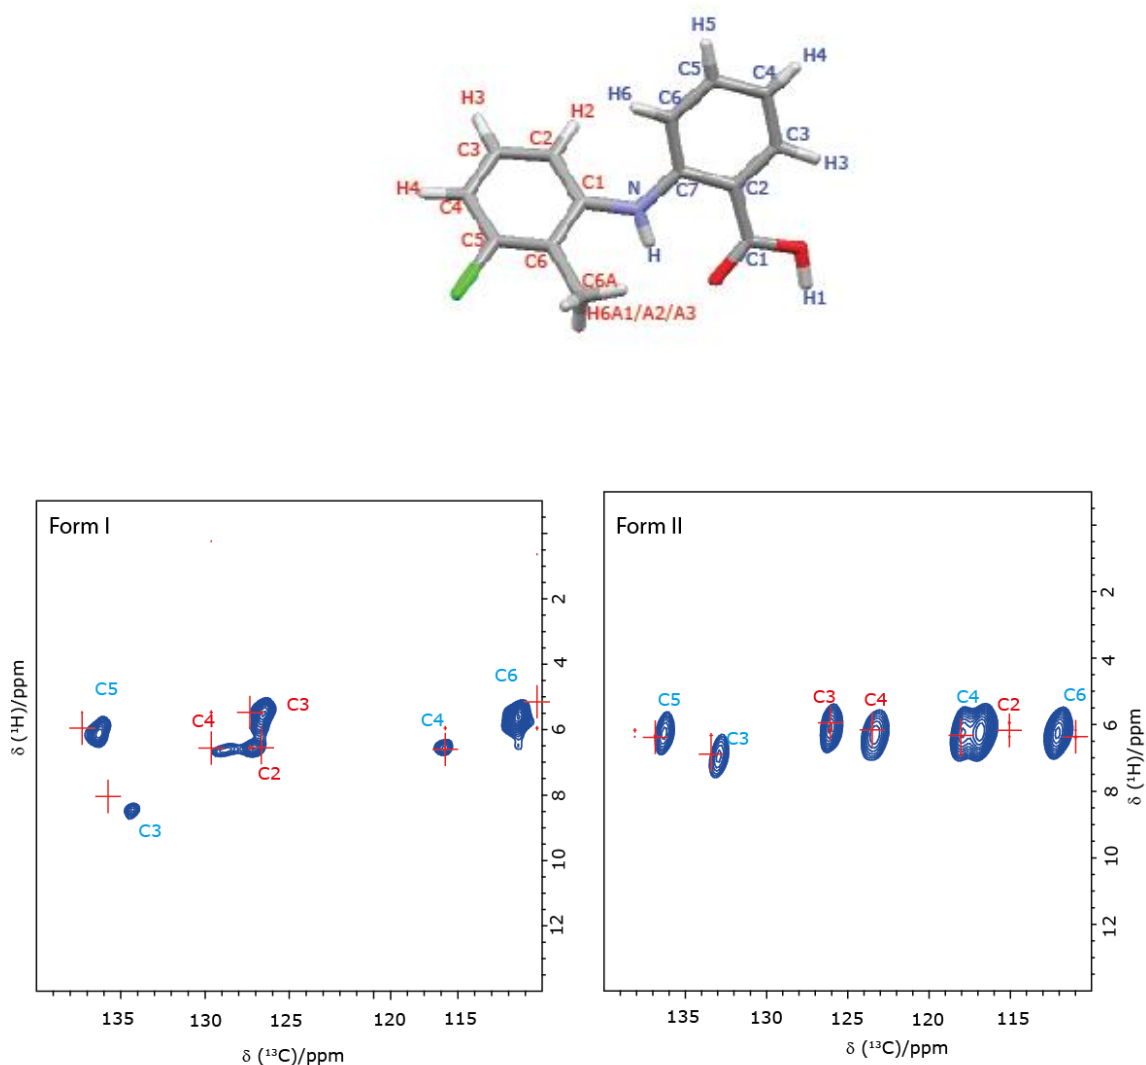 H5
H4
C5
C4
H6
C6
H3
H2
C2
C3
C3
H3
C1
N
C7
C2
H4
C4
C5
C6
H
C1
C6A
H1
H6A1/A2/A3
Form I
C5
C4
C3
C2
C3
C4
C6
2
4
6
8
10
12
δ (¹H)/ppm
135
130
125
120
115
δ (¹³C)/ppm
Form II
C5
C3
C3
C4
C4
C2
C6
2
4
6
8
10
12
δ (¹H)/ppm
135
130
125
120
115
δ (¹³C)/ppm